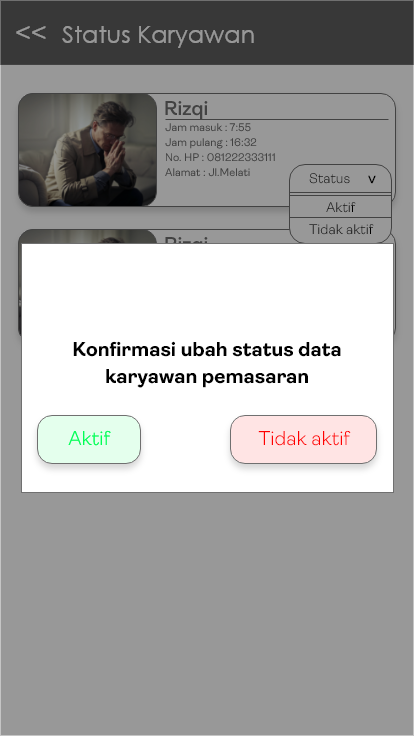 << Status Karyawan
Rizqi
Jam masuk : 7:55
Jam pulang : 16:32
No. HP : 081222333111
Alamat : Jl.Melati
Status v
Aktif
Tidak aktif
Rizqi
Konfirmasi ubah status data
karyawan pemasaran
Aktif
Tidak aktif